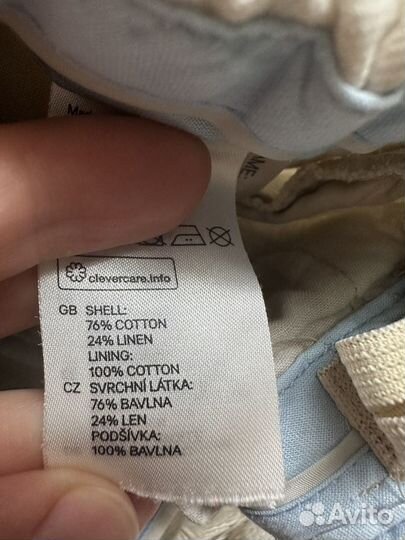 AME:
clevercare.info
GB SHELL:
76% COTTON
24% LINEN
LINING:
100% COTTON
CZ SVRCHNÍ LÁTKA:
76% BAVLNA
24% LEN
PODŠÍVKA:
100% BAVLNA
Avito